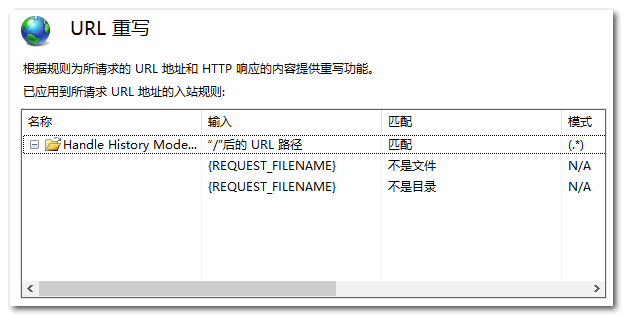 URL 重写
根据规则为所请求的 URL 地址和 HTTP 响应的内容提供重写功能。
已应用到所请求 URL 地址的入站规则:
名称 输入 匹配 模式
Handle History Mode... "/"后的 URL 路径 匹配 (.*)
{REQUEST_FILENAME} 不是文件 N/A
{REQUEST_FILENAME} 不是目录 N/A